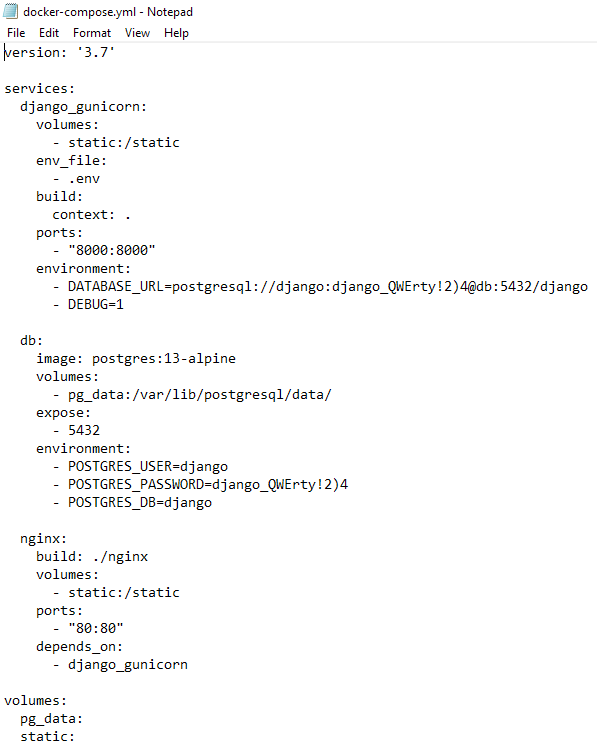 docker-compose.yml - Notepad
File Edit Format View Help
version: '3.7'

services:
  django_gunicorn:
    volumes:
      - static:/static
    env_file:
      - .env
    build:
      context: .
    ports:
      - "8000:8000"
    environment:
      - DATABASE_URL=postgresql://django:django_QWErty!2)4@db:5432/django
      - DEBUG=1

  db:
    image: postgres:13-alpine
    volumes:
      - pg_data:/var/lib/postgresql/data/
    expose:
      - 5432
    environment:
      - POSTGRES_USER=django
      - POSTGRES_PASSWORD=django_QWErty!2)4
      - POSTGRES_DB=django

  nginx:
    build: ./nginx
    volumes:
      - static:/static
    ports:
      - "80:80"
    depends_on:
      - django_gunicorn

volumes:
  pg_data:
  static: